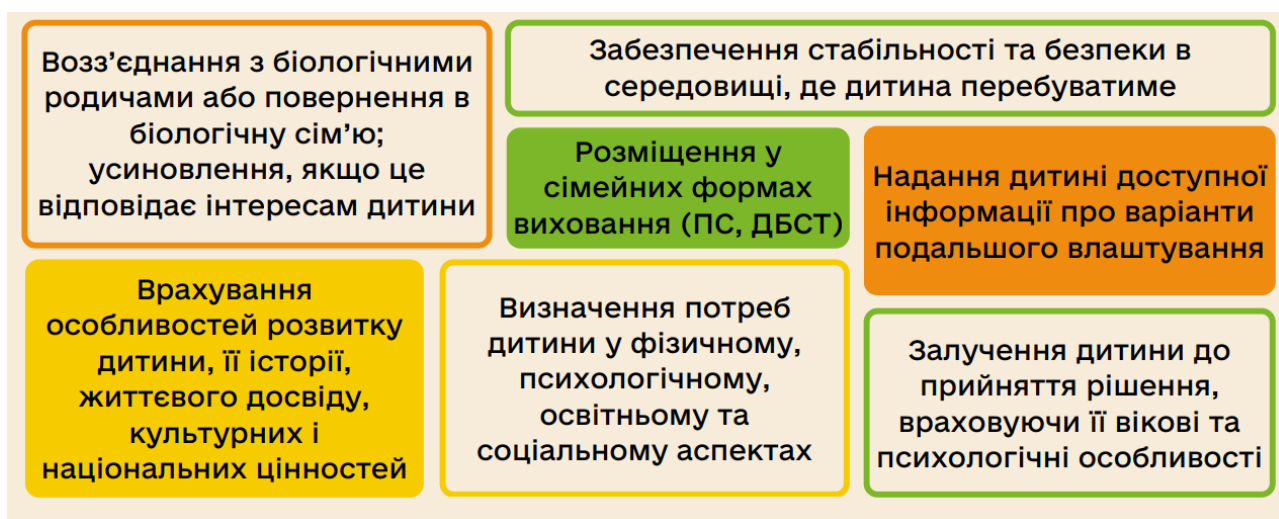 Возз’єднання з біологічними
родичами або повернення в
біологічну сім’ю;
усиновлення, якщо це
відповідає інтересам дитини
Забезпечення стабільності та безпеки в
середовищі, де дитина перебуватиме
Розміщення у
сімейних формах
виховання (ПС, ДБСТ)
Надання дитині доступної
інформації про варіанти
подальшого влаштування
Врахування
особливостей розвитку
дитини, її історії,
життєвого досвіду,
культурних і
національних цінностей
Визначення потреб
дитини у фізичному,
психологічному,
освітньому та
соціальному аспектах
Залучення дитини до
прийняття рішення,
враховуючи її вікові та
психологічні особливості